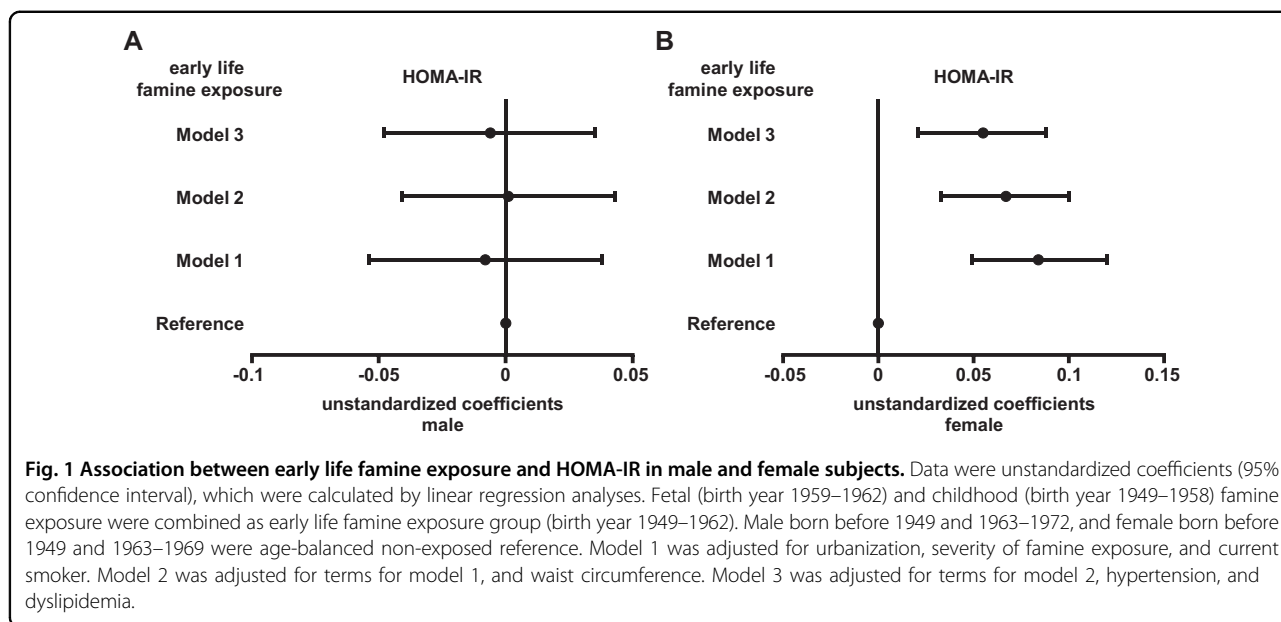 A
B
early life
famine exposure
HOMA-IR
early life
famine exposure
HOMA-IR
Model 3
Model 3
Model 2
Model 2
Model 1
Model 1
Reference
Reference
-0.1
-0.05
0
0.05
-0.05
0
0.05
0.1
0.15
unstandardized coefficients
male
unstandardized coefficients
female
Fig. 1 Association between early life famine exposure and HOMA-IR in male and female subjects. Data were unstandardized coefficients (95%
confidence interval), which were calculated by linear regression analyses. Fetal (birth year 1959–1962) and childhood (birth year 1949–1958) famine
exposure were combined as early life famine exposure group (birth year 1949–1962). Male born before 1949 and 1963–1972, and female born before
1949 and 1963–1969 were age-balanced non-exposed reference. Model 1 was adjusted for urbanization, severity of famine exposure, and current
smoker. Model 2 was adjusted for terms for model 1, and waist circumference. Model 3 was adjusted for terms for model 2, hypertension, and
dyslipidemia.